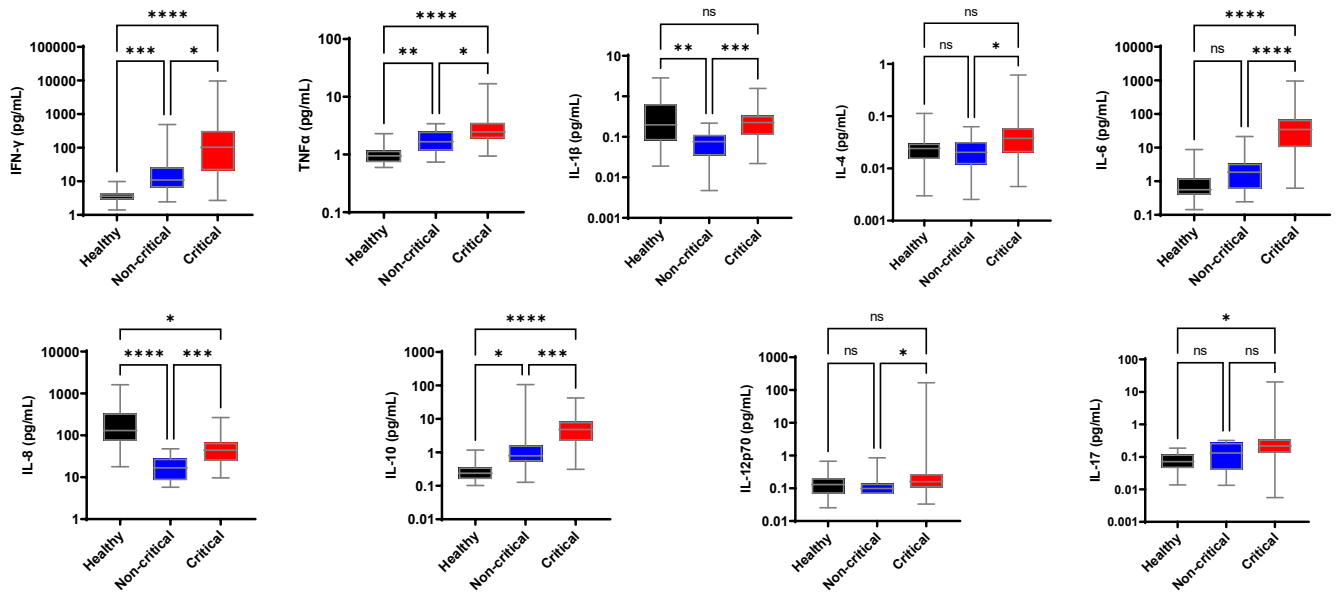 ****
*** *
IFN-γ (pg/mL)
100000
10000
1000
100
10
1
Healthy
Non-critical
Critical
****
** *
TNFα (pg/mL)
100
10
1
0.1
Healthy
Non-critical
Critical
ns
** ***
IL-1β (pg/mL)
10
1
0.1
0.01
0.001
Healthy
Non-critical
Critical
ns
ns *
IL-4 (pg/mL)
1
0.1
0.01
0.001
Healthy
Non-critical
Critical
****
ns ****
IL-6 (pg/mL)
10000
1000
100
10
1
0.1
Healthy
Non-critical
Critical
*
**** ***
IL-8 (pg/mL)
10000
1000
100
10
1
Healthy
Non-critical
Critical
****
* ***
IL-10 (pg/mL)
1000
100
10
1
0.1
0.01
Healthy
Non-critical
Critical
ns
ns *
IL-12p70 (pg/mL)
1000
100
10
1
0.1
0.01
Healthy
Non-critical
Critical
*
ns ns
IL-17 (pg/mL)
100
10
1
0.1
0.01
0.001
Healthy
Non-critical
Critical